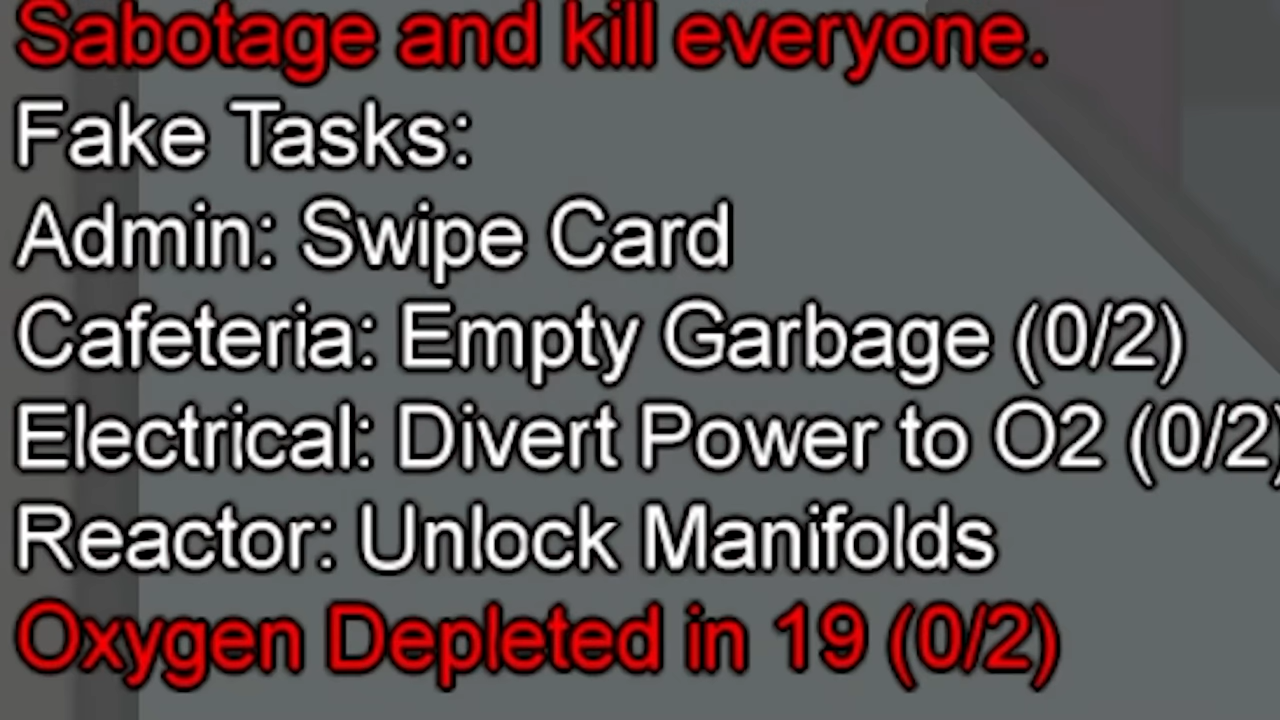 Sabotage and kill everyone.
Fake Tasks:
Admin: Swipe Card
Cafeteria: Empty Garbage (0/2)
Electrical: Divert Power to O2 (0/2)
Reactor: Unlock Manifolds
Oxygen Depleted in 19 (0/2)